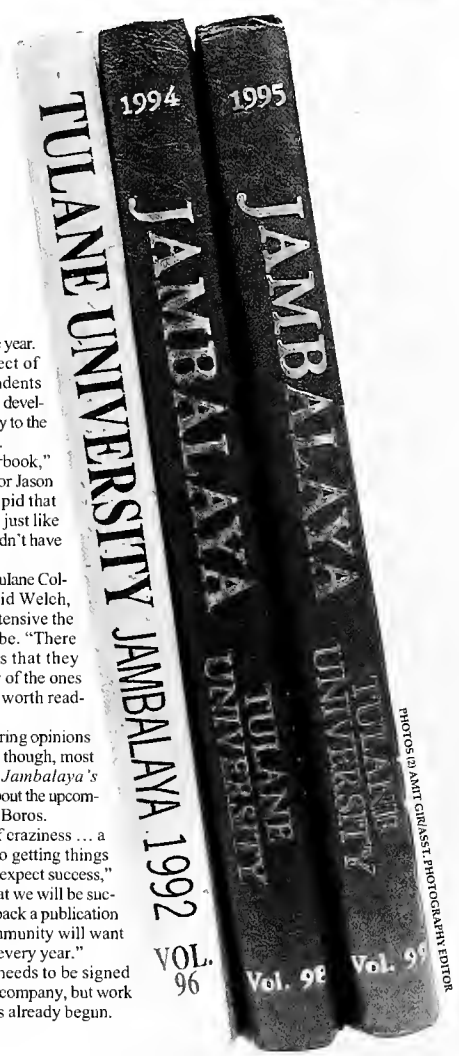 year.
ect of
dents
devel-
y to the
rbook,"
or Jason
pid that
just like
dn't have
ulane Col-
id Welch,
tensive the
be. "There
s that they
of the ones
worth read-
ring opinions
though, most
Jambalaya's
out the upcom-
Boros.
f craziness ... a
o getting things
expect success,"
at we will be suc-
back a publication
mmunity will want
every year."
needs to be signed
company, but work
s already begun.
TULANE UNIVERSITY JAMBALAYA 1992
VOL.
96
1994
JAMBALAYA
TULANE
UNIVERSITY
Vol. 98
1995
JAMBALAYA
TULANE
UNIVERSITY
Vol. 99
PHOTOS (2) AMIT GIR/ASST. PHOTOGRAPHY EDITOR